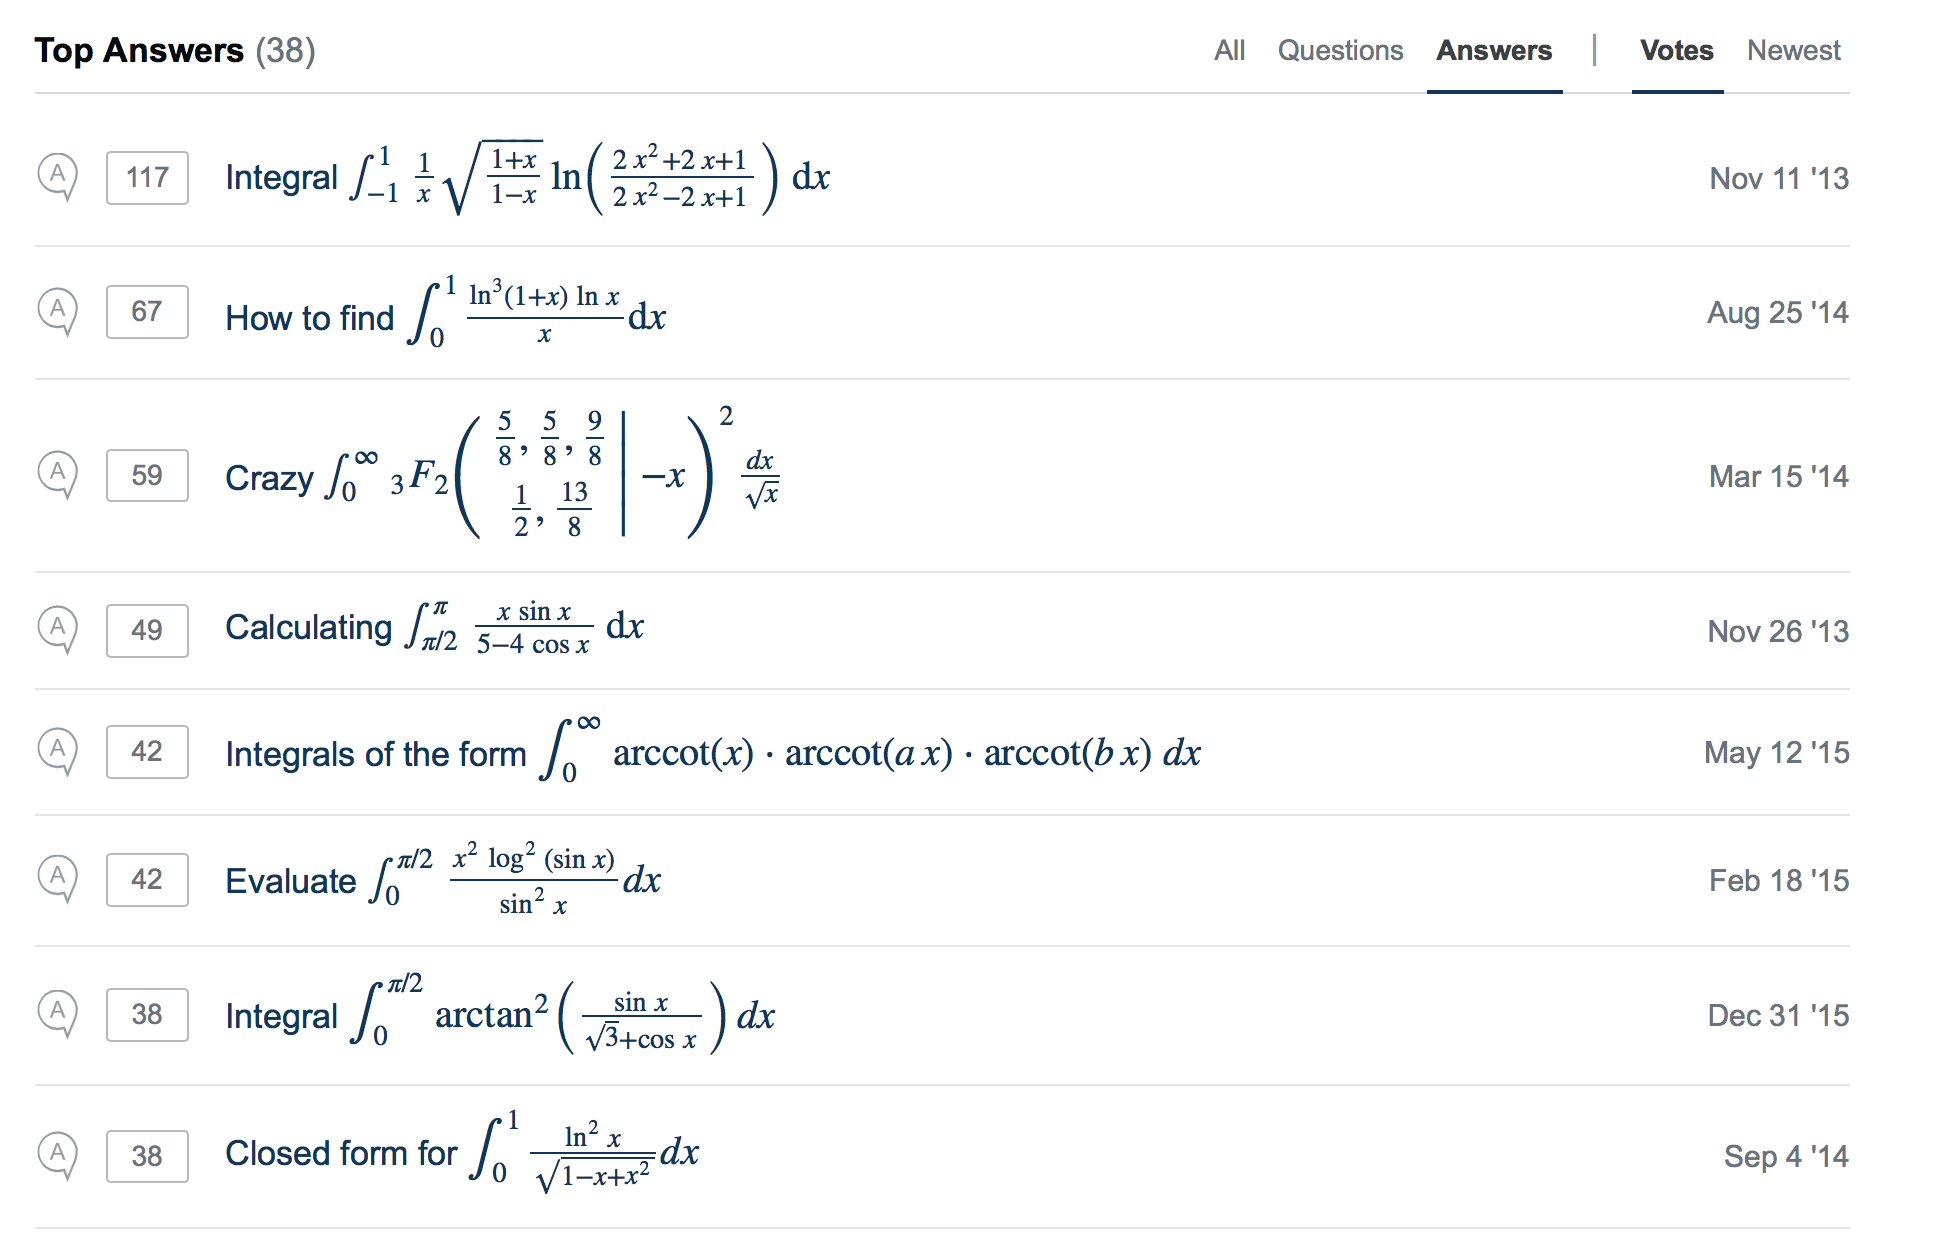 Top Answers (38) All Questions Answers | Votes Newest
A 117 Integral \int_{-1}^{1} \frac{1}{x} \sqrt{\frac{1+x}{1-x}} \ln\left(\frac{2x^2+2x+1}{2x^2-2x+1}\right) dx Nov 11 '13
A 67 How to find \int_0^1 \frac{\ln^3(1+x) \ln x}{x} dx Aug 25 '14
A 59 Crazy \int_0^\infty {}_3F_2\left(\begin{array}{c}\frac{5}{8},\frac{5}{8},\frac{9}{8}\\ \frac{1}{2},\frac{13}{8}\end{array}\middle| -x\right)^2 \frac{dx}{\sqrt{x}} Mar 15 '14
A 49 Calculating \int_{\pi/2}^{\pi} \frac{x \sin x}{5-4 \cos x} dx Nov 26 '13
A 42 Integrals of the form \int_0^\infty arccot(x) · arccot(a x) · arccot(b x) dx May 12 '15
A 42 Evaluate \int_0^{\pi/2} \frac{x^2 \log^2(\sin x)}{\sin^2 x} dx Feb 18 '15
A 38 Integral \int_0^{\pi/2} \arctan^2\left(\frac{\sin x}{\sqrt{3}+\cos x}\right) dx Dec 31 '15
A 38 Closed form for \int_0^1 \frac{\ln^2 x}{\sqrt{1-x+x^2}} dx Sep 4 '14